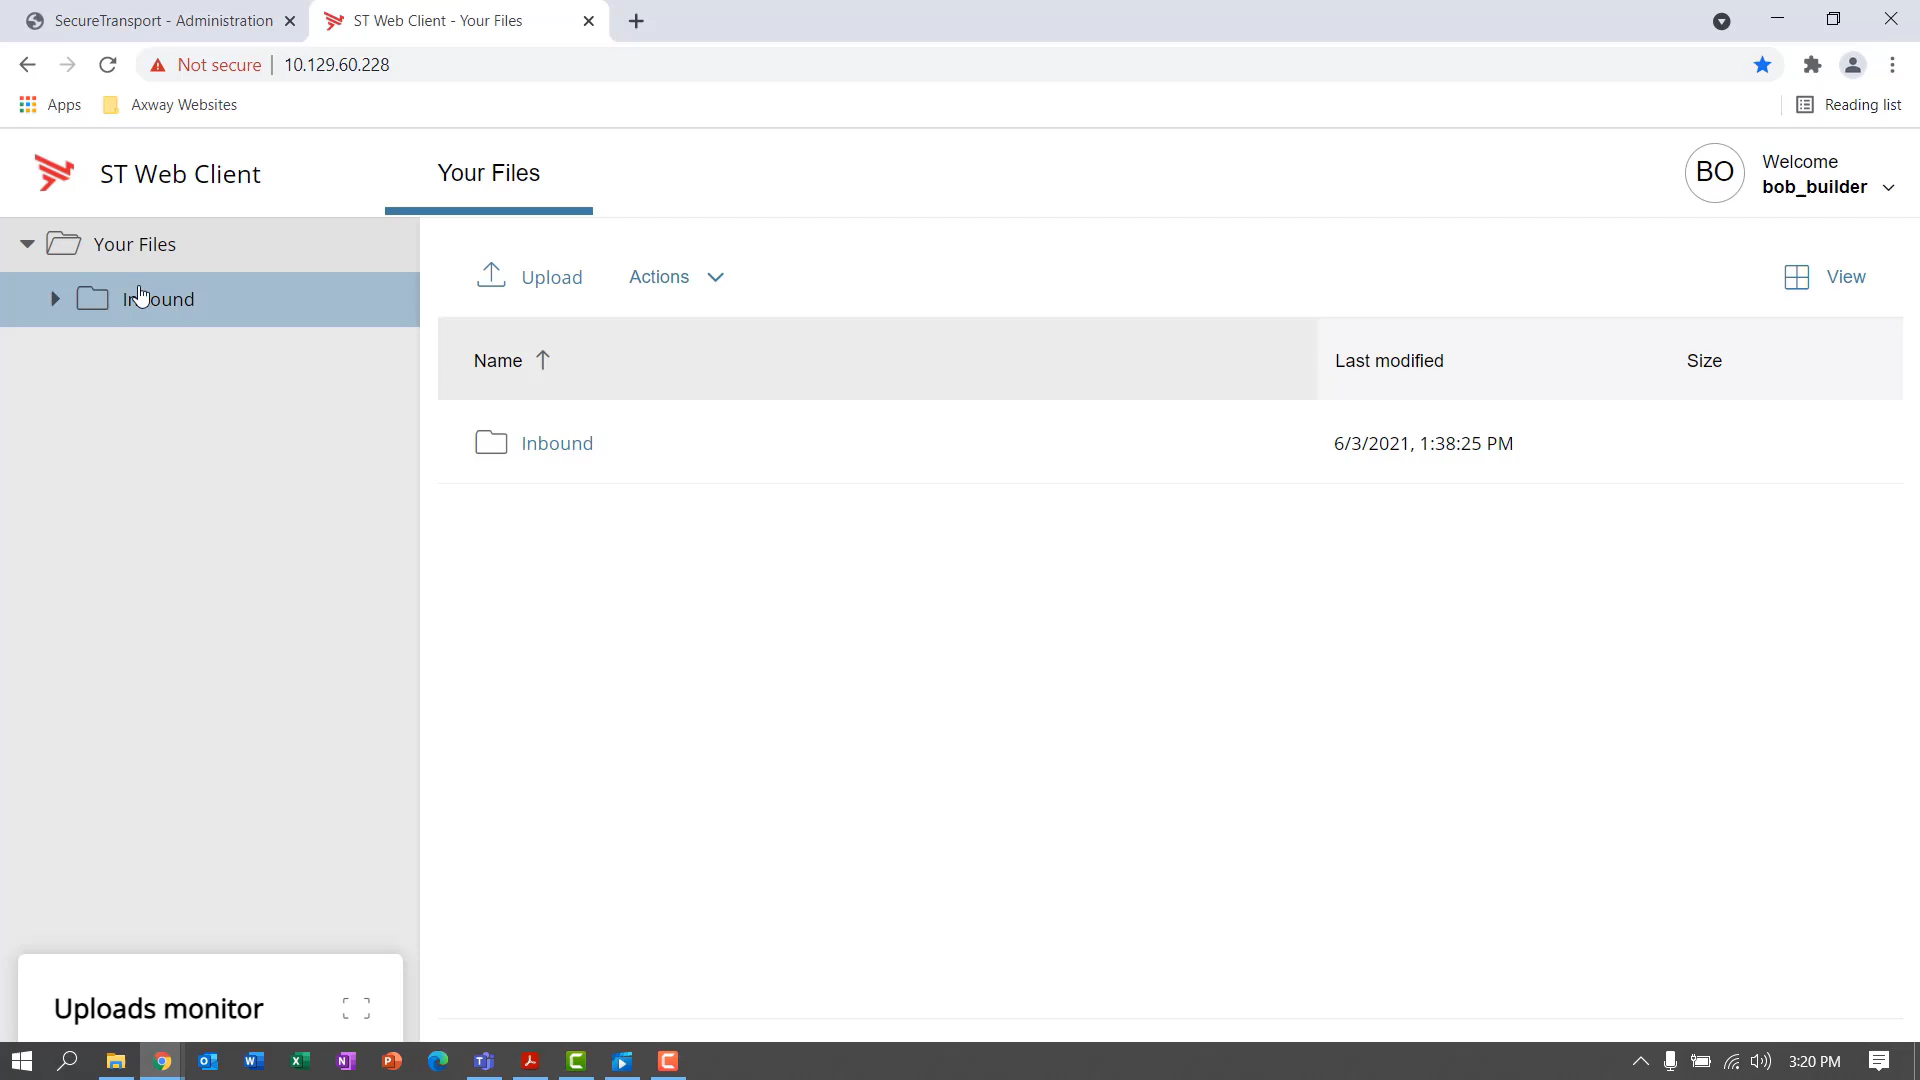 SecureTransport - Administration
ST Web Client - Your Files
Not secure
10.129.60.228
Apps
Axway Websites
Reading list
ST Web Client
Your Files
BO
Welcome
bob_builder
Your Files
Inbound
Upload
Actions
View
Name
Last modified
Size
Inbound
6/3/2021, 1:38:25 PM
Uploads monitor
3:20 PM